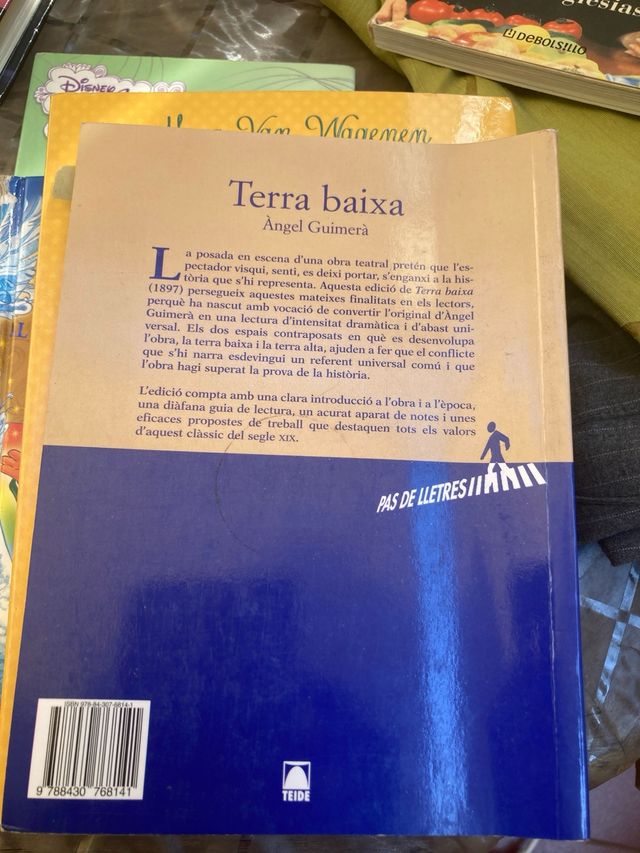 iglesias
DEBOLSILLO
DISNEY
Van Wagenen
Terra baixa
Àngel Guimerà
La posada en escena d'una obra teatral pretén que l'es-
pectador visqui, senti, es deixi portar, s'enganxi a la his-
tòria que s'hi representa. Aquesta edició de Terra baixa
(1897) persegueix aquestes mateixes finalitats en els lectors,
perquè ha nascut amb vocació de convertir l'original d'Àngel
Guimerà en una lectura d'intensitat dramàtica i d'abast uni-
versal. Els dos espais contraposats en què es desenvolupa
l'obra, la terra baixa i la terra alta, ajuden a fer que el conflicte
que s'hi narra esdevingui un referent universal comú i que
l'obra hagi superat la prova de la història.
L'edició compta amb una clara introducció a l'obra i a l'època,
una diàfana guia de lectura, un acurat aparat de notes i unes
eficaces propostes de treball que destaquen tots els valors
d'aquest clàssic del segle XIX.
PAS DE LLETRES
ISBN 978-84-307-6814-1
9 788430 768141
TEIDE